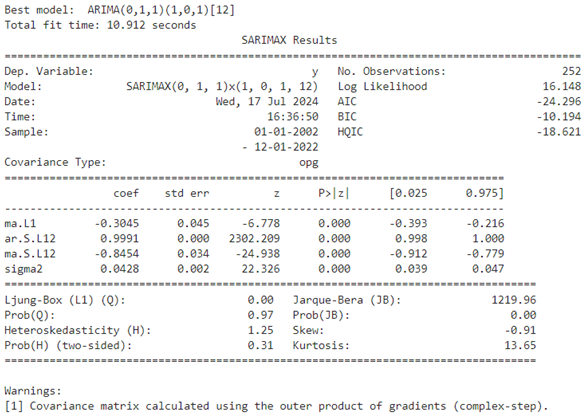 Best model:  ARIMA(0,1,1)(1,0,1)[12]
Total fit time: 10.912 seconds
SARIMAX Results
==============================================================================
Dep. Variable: y No. Observations: 252
Model: SARIMAX(0, 1, 1)x(1, 0, 1, 12) Log Likelihood 16.148
Date: Wed, 17 Jul 2024 AIC -24.296
Time: 16:36:50 BIC -10.194
Sample: 01-01-2002 HQIC -18.621
- 12-01-2022
Covariance Type: opg
==============================================================================
coef std err z P>|z| [0.025 0.975]
------------------------------------------------------------------------------
ma.L1 -0.3045 0.045 -6.778 0.000 -0.393 -0.216
ar.S.L12 0.9991 0.000 2302.209 0.000 0.998 1.000
ma.S.L12 -0.8454 0.034 -24.938 0.000 -0.912 -0.779
sigma2 0.0428 0.002 22.326 0.000 0.039 0.047
==============================================================================
Ljung-Box (L1) (Q): 0.00 Jarque-Bera (JB): 1219.96
Prob(Q): 0.97 Prob(JB): 0.00
Heteroskedasticity (H): 1.25 Skew: -0.91
Prob(H) (two-sided): 0.31 Kurtosis: 13.65
==============================================================================
Warnings:
[1] Covariance matrix calculated using the outer product of gradients (complex-step).